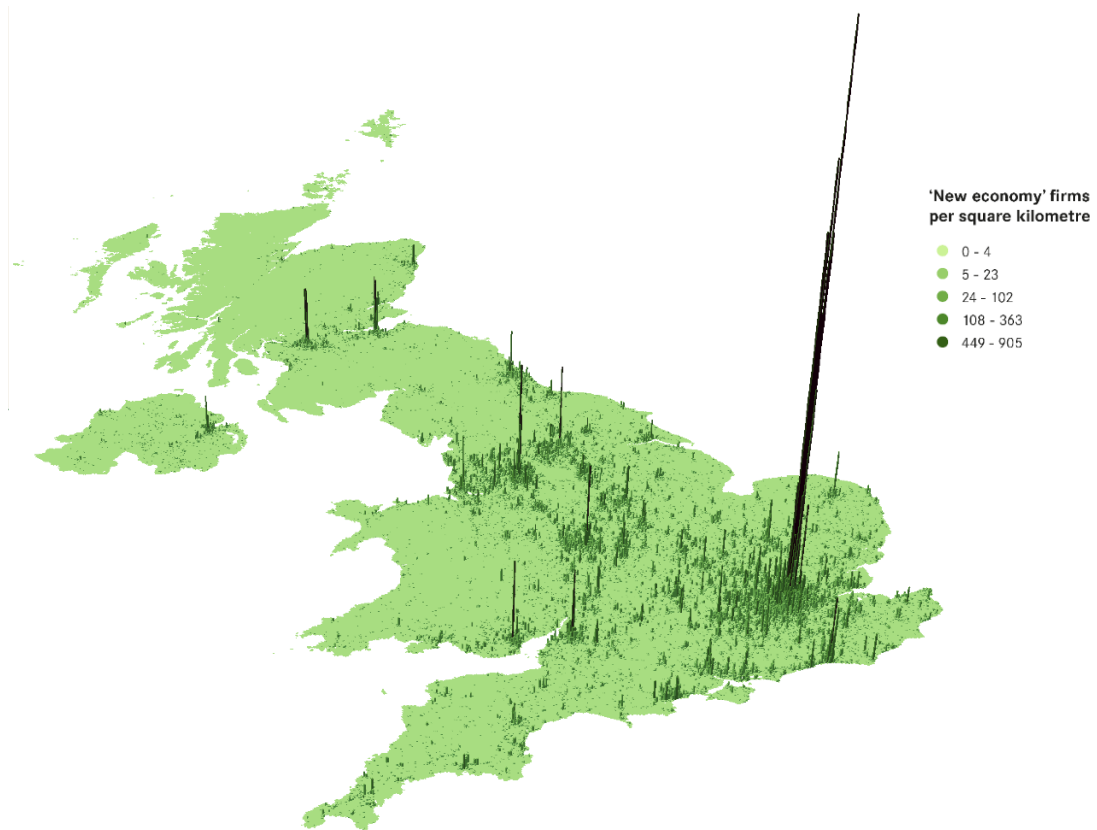 ‘New economy’ firms
per square kilometre
0 - 4
5 - 23
24 - 102
108 - 363
449 - 905